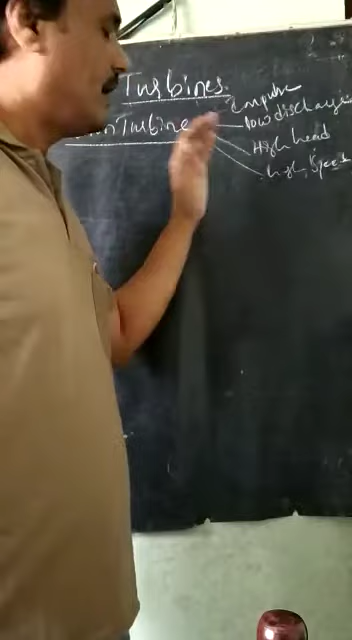 Turbines.
Impulse
Turbine
low discharge
High head
high speed